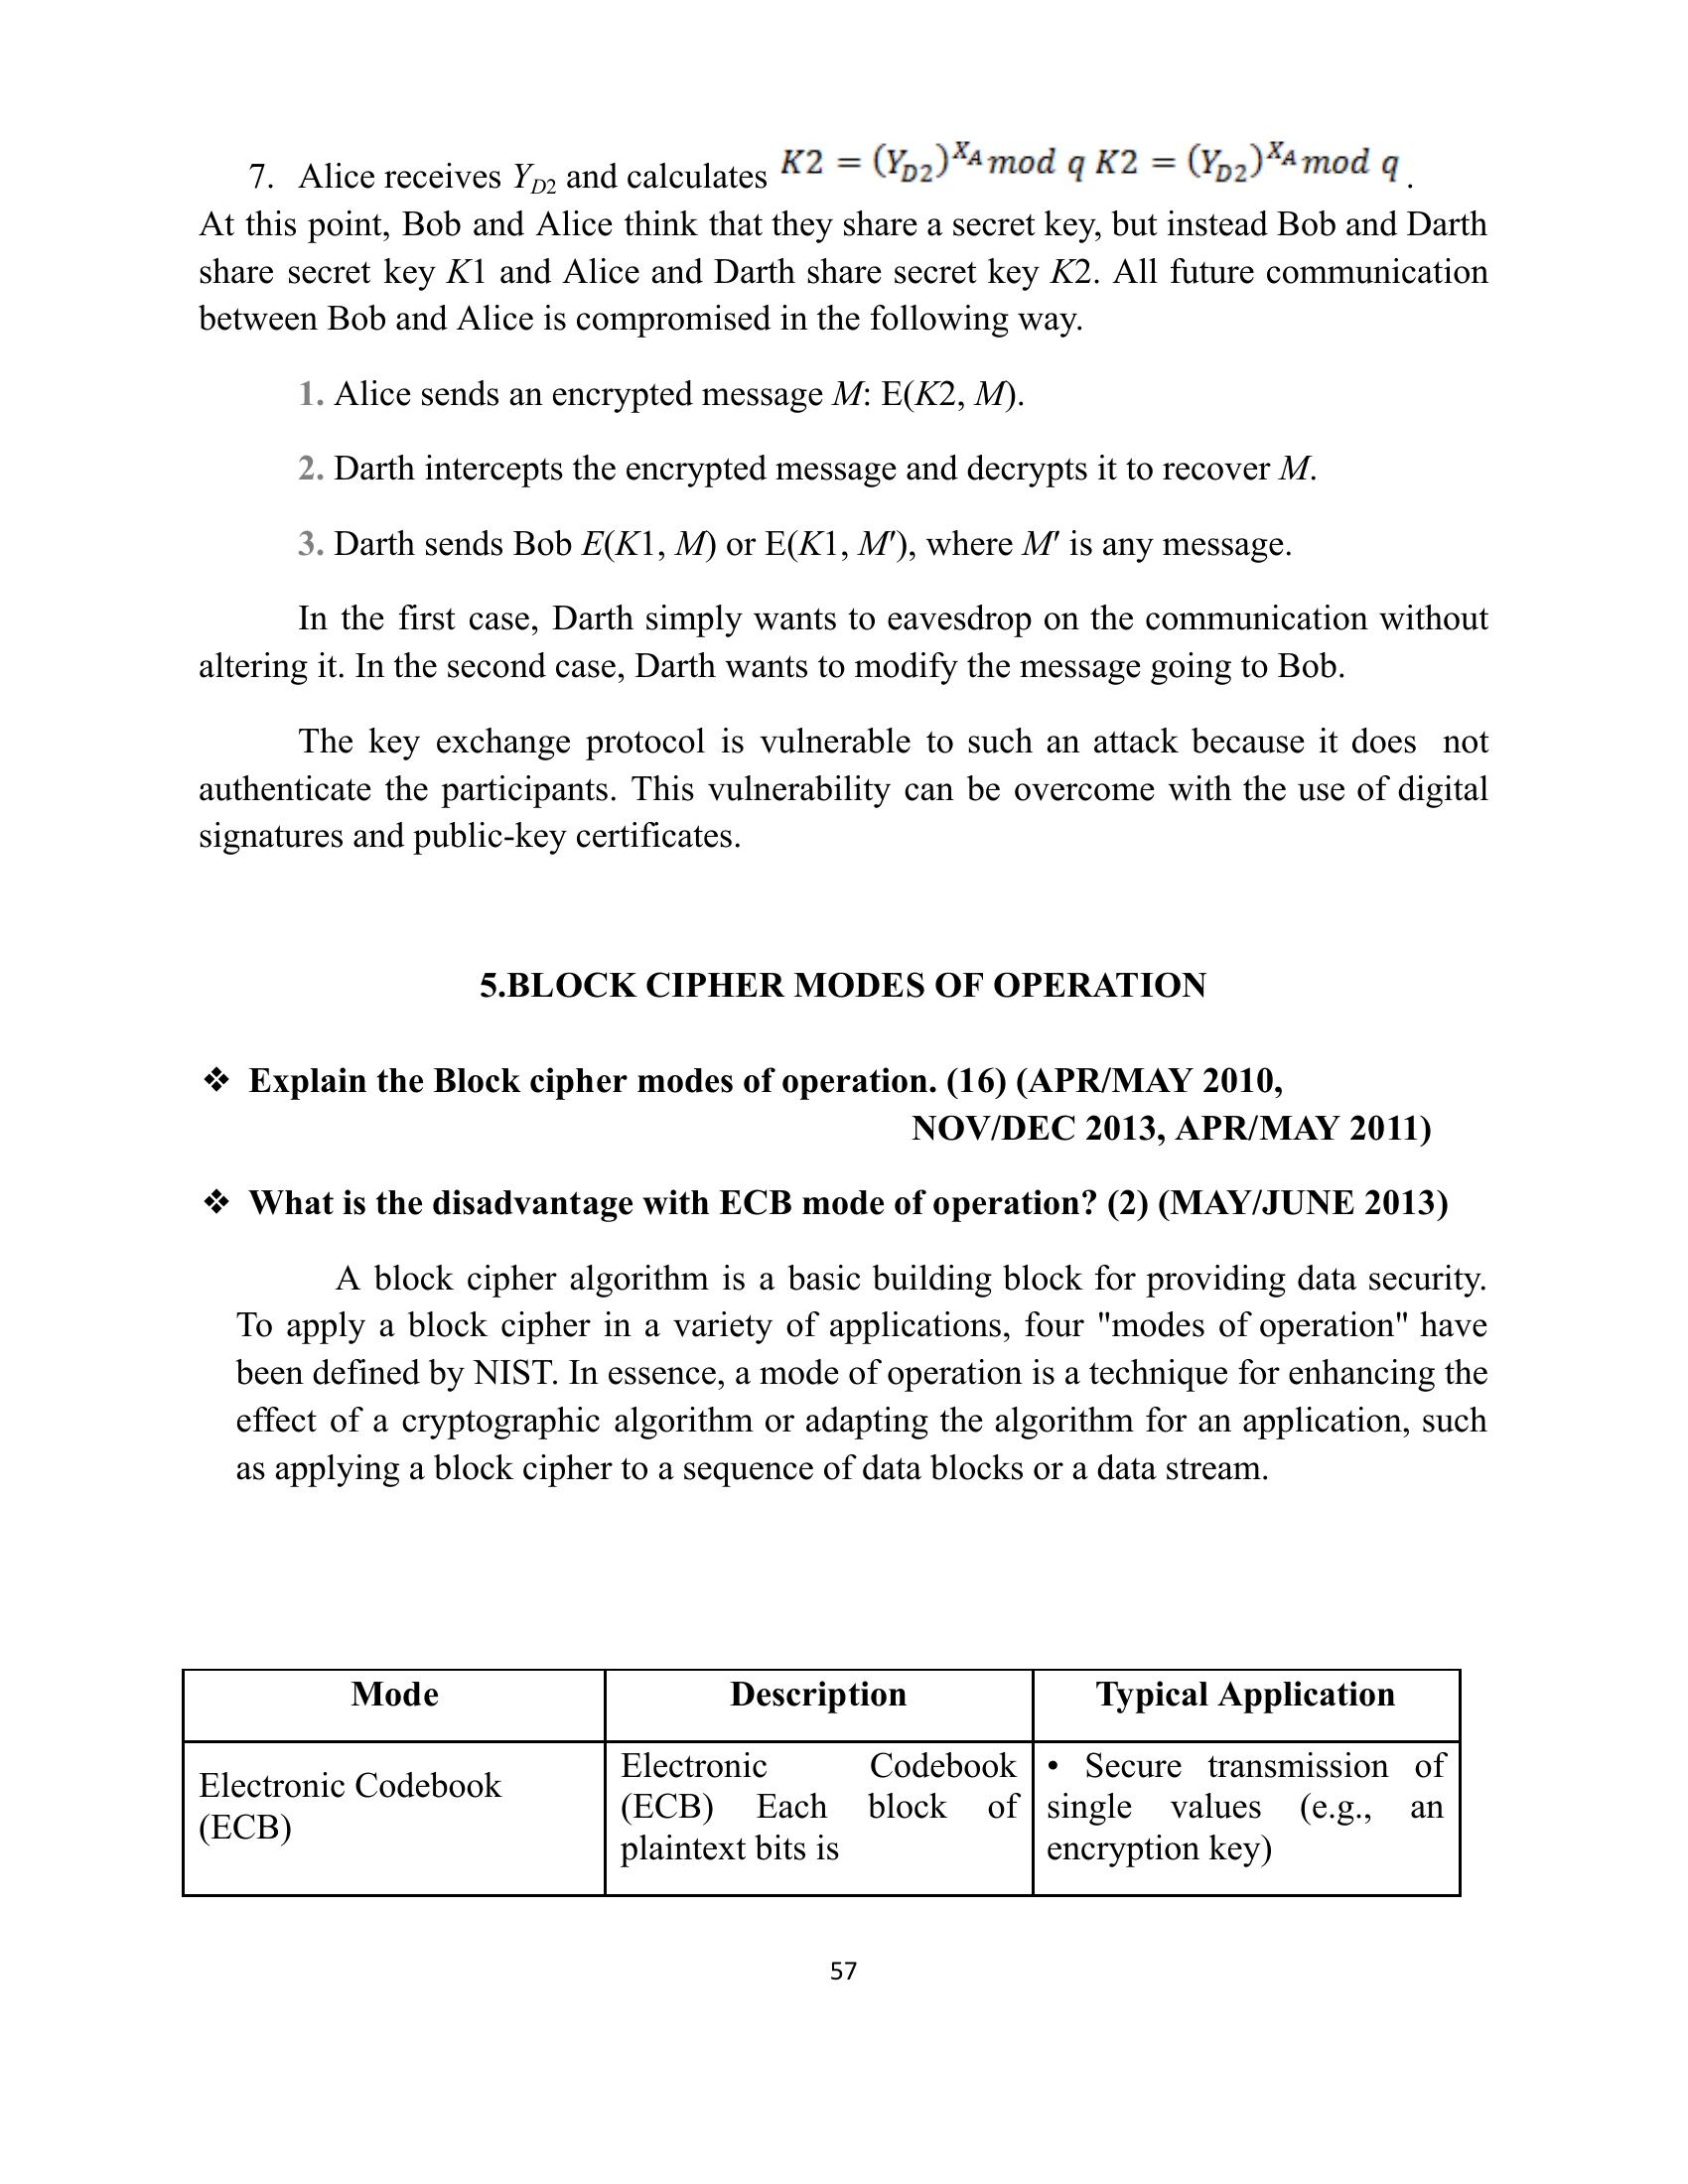 7. Alice receives Y_D2 and calculates K2 = (Y_D2)^X_A mod q K2 = (Y_D2)^X_A mod q .
At this point, Bob and Alice think that they share a secret key, but instead Bob and Darth
share secret key K1 and Alice and Darth share secret key K2. All future communication
between Bob and Alice is compromised in the following way.
1. Alice sends an encrypted message M: E(K2, M).
2. Darth intercepts the encrypted message and decrypts it to recover M.
3. Darth sends Bob E(K1, M) or E(K1, M′), where M′ is any message.
In the first case, Darth simply wants to eavesdrop on the communication without
altering it. In the second case, Darth wants to modify the message going to Bob.
The key exchange protocol is vulnerable to such an attack because it does not
authenticate the participants. This vulnerability can be overcome with the use of digital
signatures and public-key certificates.
5.BLOCK CIPHER MODES OF OPERATION
❖ Explain the Block cipher modes of operation. (16) (APR/MAY 2010,
NOV/DEC 2013, APR/MAY 2011)
❖ What is the disadvantage with ECB mode of operation? (2) (MAY/JUNE 2013)
A block cipher algorithm is a basic building block for providing data security.
To apply a block cipher in a variety of applications, four "modes of operation" have
been defined by NIST. In essence, a mode of operation is a technique for enhancing the
effect of a cryptographic algorithm or adapting the algorithm for an application, such
as applying a block cipher to a sequence of data blocks or a data stream.
Mode
Description
Typical Application
Electronic Codebook
(ECB)
Electronic Codebook
(ECB) Each block of
plaintext bits is
• Secure transmission of
single values (e.g., an
encryption key)
57